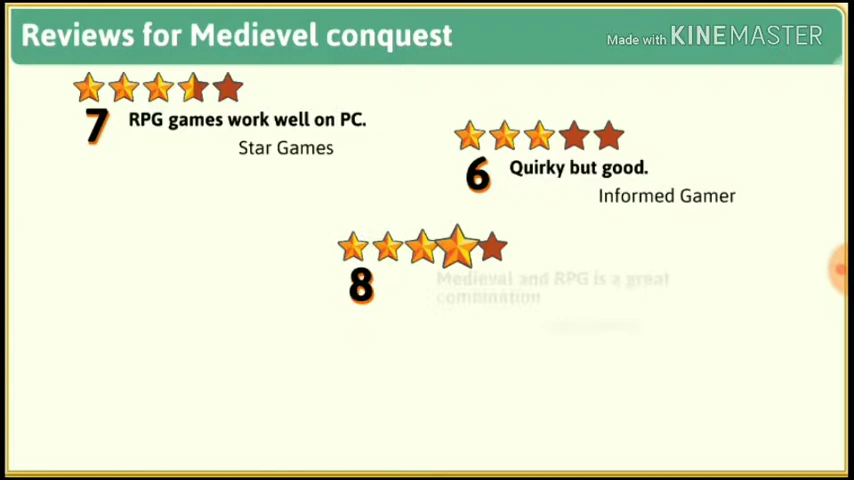 Reviews for Medievel conquest
Made with KINEMASTER
7 RPG games work well on PC.
Star Games
6 Quirky but good.
Informed Gamer
8 Medieval and RPG is a great
combination